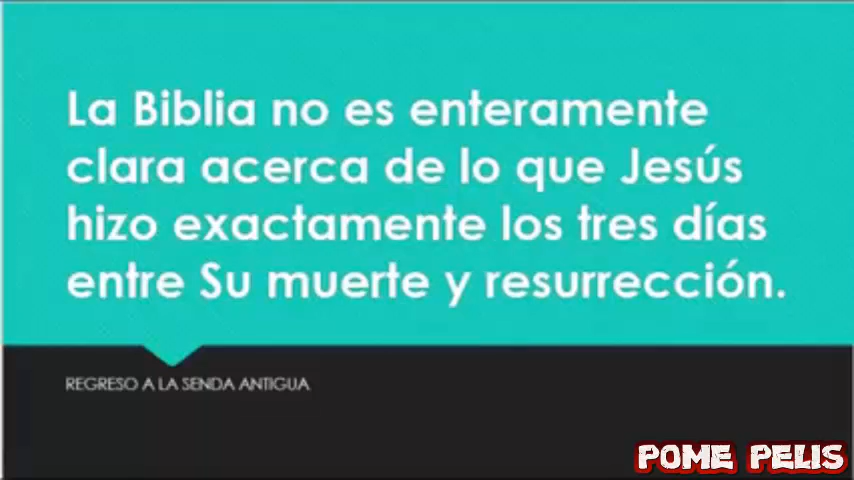 La Biblia no es enteramente
clara acerca de lo que Jesús
hizo exactamente los tres días
entre Su muerte y resurrección.
REGRESO A LA SENDA ANTIGUA
POME PELIS